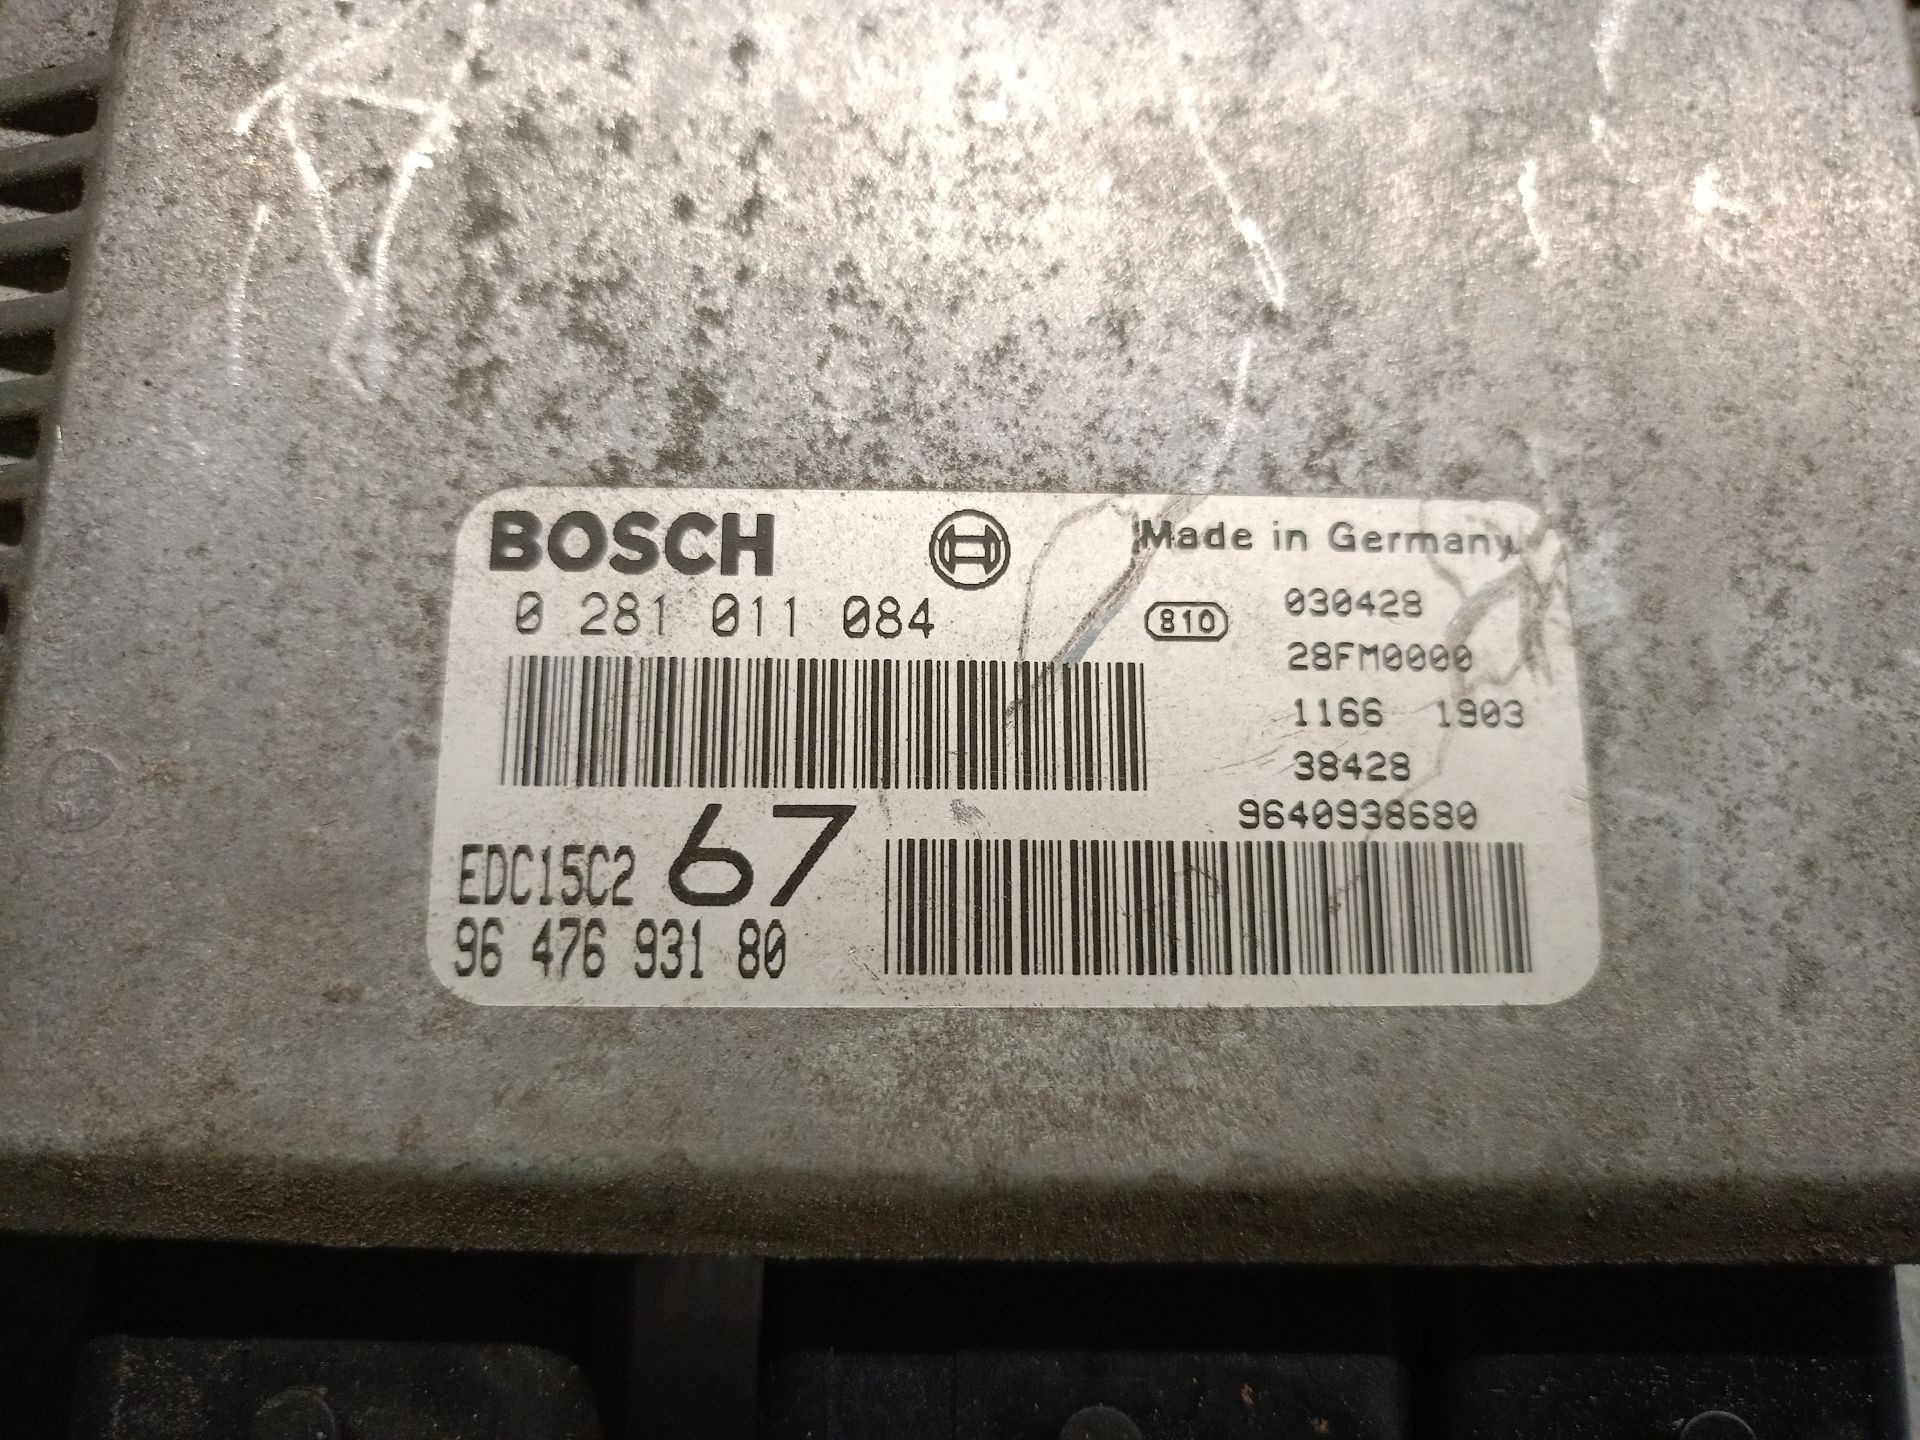 BOSCH
Made in Germany
0 281 011 084
810
030428
28FM0000
1166 1903
38428
9640938680
EDC15C2 67
96 476 931 80